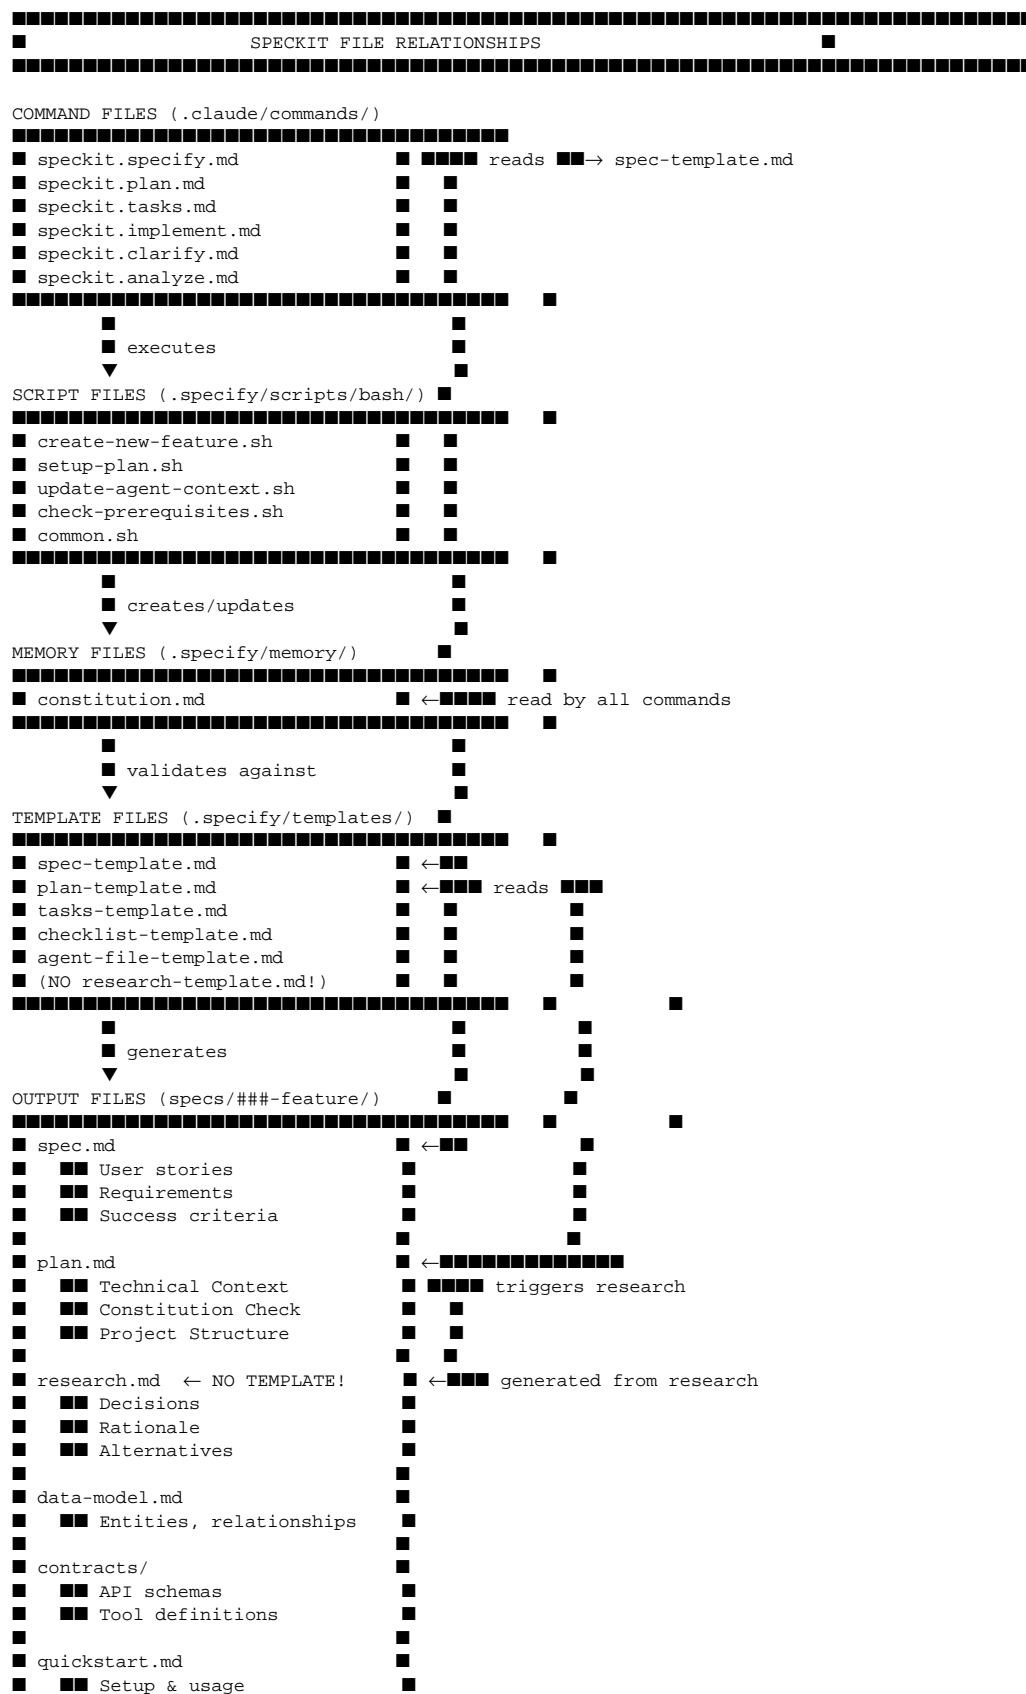 SPECKIT FILE RELATIONSHIPS
COMMAND FILES (.claude/commands/)
■ speckit.specify.md ■ ■■■■ reads ■■→ spec-template.md
■ speckit.plan.md ■ ■
■ speckit.tasks.md ■ ■
■ speckit.implement.md ■ ■
■ speckit.clarify.md ■ ■
■ speckit.analyze.md ■ ■
■ executes ■
▼ ■
SCRIPT FILES (.specify/scripts/bash/) ■
■ create-new-feature.sh ■ ■
■ setup-plan.sh ■ ■
■ update-agent-context.sh ■ ■
■ check-prerequisites.sh ■ ■
■ common.sh ■ ■
■ creates/updates ■
▼ ■
MEMORY FILES (.specify/memory/) ■
■ constitution.md ■ ←■■■■ read by all commands
■ validates against ■
▼ ■
TEMPLATE FILES (.specify/templates/) ■
■ spec-template.md ■ ←■■
■ plan-template.md ■ ←■■■ reads ■■■
■ tasks-template.md ■ ■ ■
■ checklist-template.md ■ ■ ■
■ agent-file-template.md ■ ■ ■
■ (NO research-template.md!) ■ ■ ■
■ generates ■ ■
▼ ■ ■
OUTPUT FILES (specs/###-feature/) ■ ■
■ spec.md ■ ←■■ ■
■ ■■ User stories ■ ■
■ ■■ Requirements ■ ■
■ ■■ Success criteria ■ ■
■ plan.md ■ ←■■■■■■■■■■■■■
■ ■■ Technical Context ■ ■■■■ triggers research
■ ■■ Constitution Check ■ ■
■ ■■ Project Structure ■ ■
■ research.md ← NO TEMPLATE! ■ ←■■■ generated from research
■ ■■ Decisions ■
■ ■■ Rationale ■
■ ■■ Alternatives ■
■ data-model.md ■
■ ■■ Entities, relationships ■
■ contracts/ ■
■ ■■ API schemas ■
■ ■■ Tool definitions ■
■ quickstart.md ■
■ ■■ Setup & usage ■